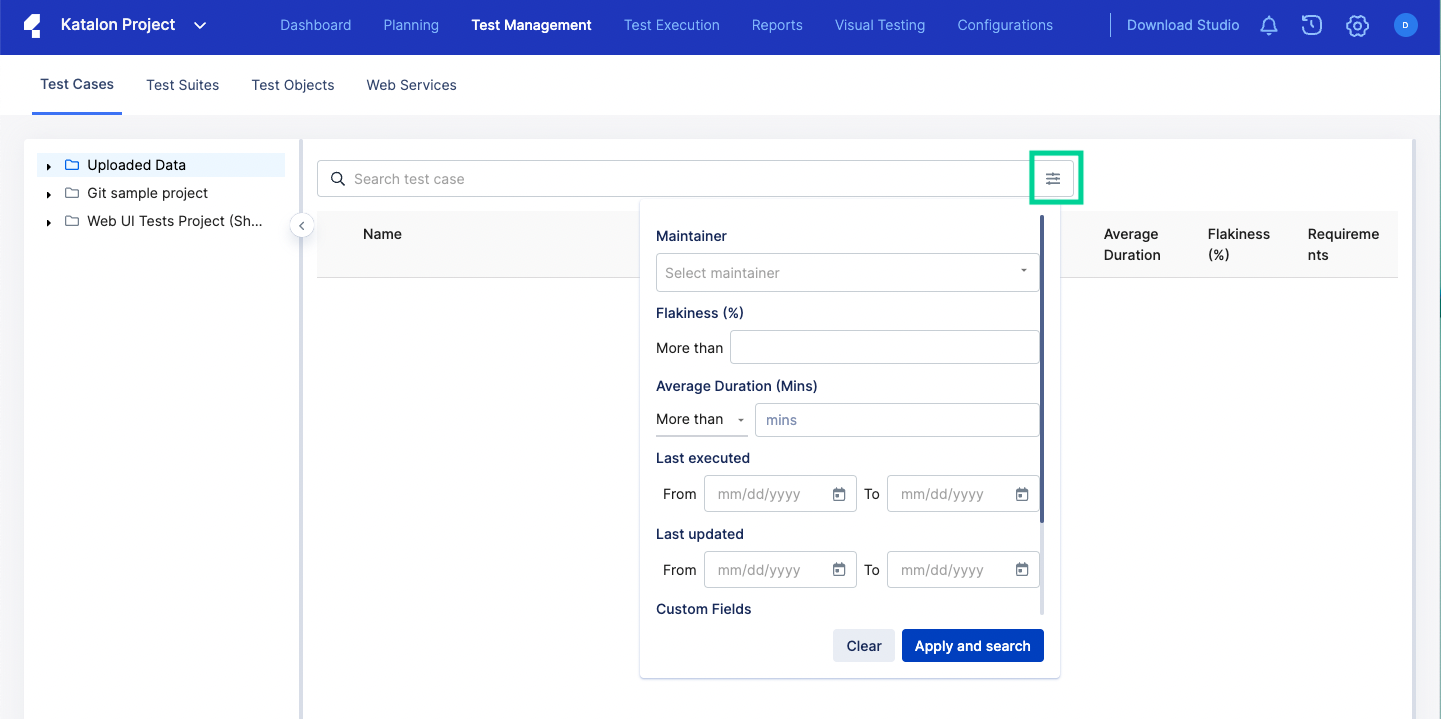 Katalon Project
Dashboard
Planning
Test Management
Test Execution
Reports
Visual Testing
Configurations
Download Studio
D
Test Cases
Test Suites
Test Objects
Web Services
Uploaded Data
Git sample project
Web UI Tests Project (Sh...
Search test case
Name
Average
Duration
Flakiness
(%)
Requireme
nts
Maintainer
Select maintainer
Flakiness (%)
More than
Average Duration (Mins)
More than
mins
Last executed
From mm/dd/yyyy To mm/dd/yyyy
Last updated
From mm/dd/yyyy To mm/dd/yyyy
Custom Fields
Clear
Apply and search